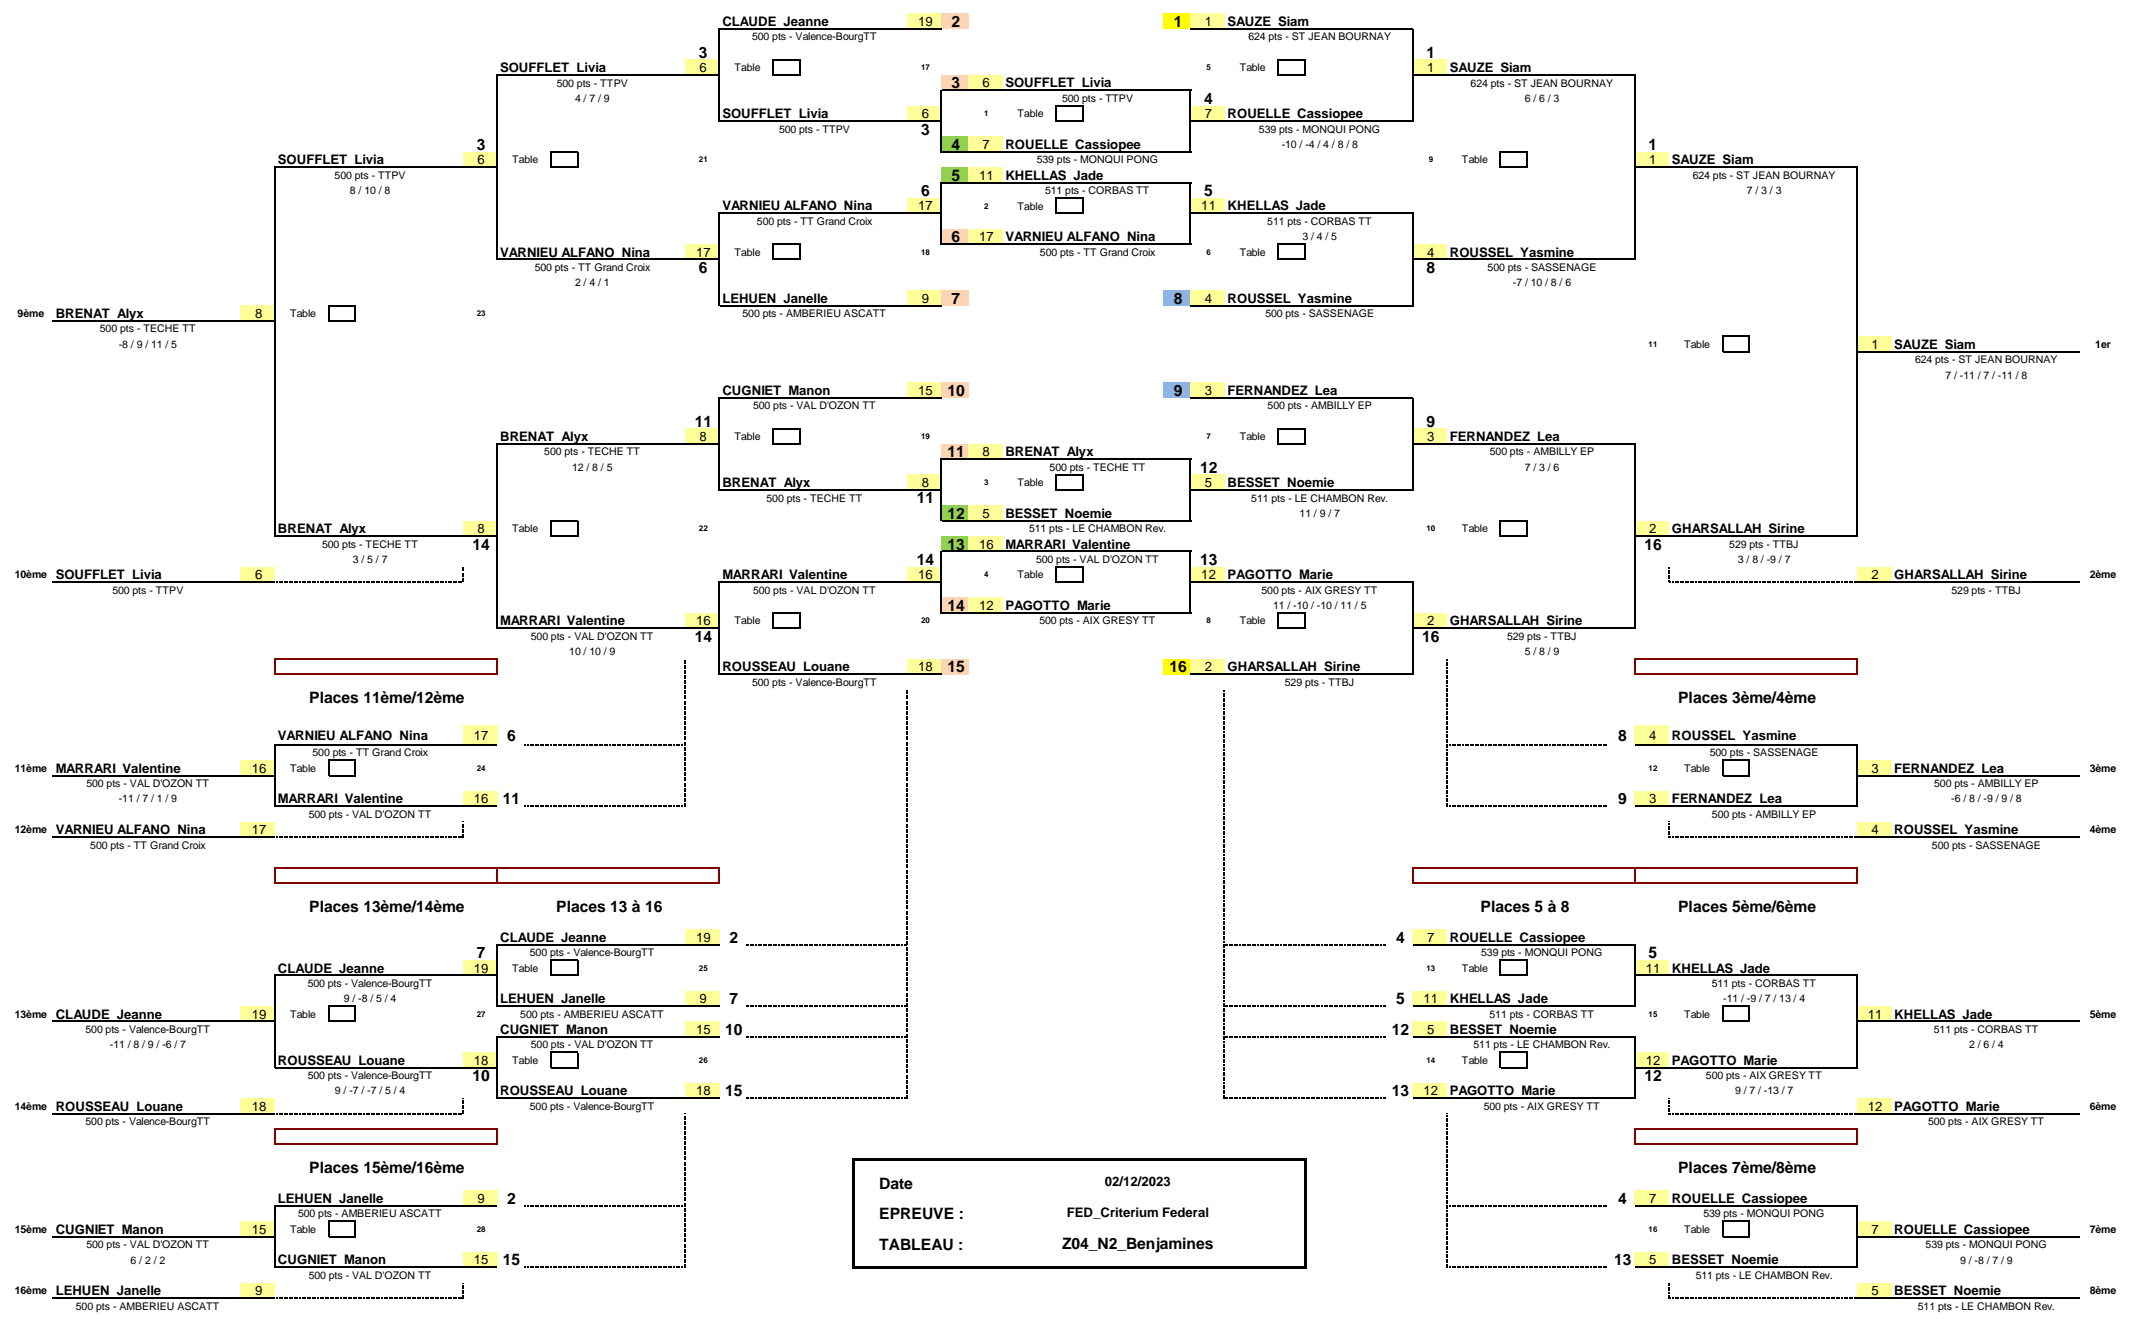 CLAUDE Jeanne 19 2 1 1 SAUZE Siam
500 pts - Valence-BourgTT 624 pts - ST JEAN BOURNAY
3 1
SOUFFLET Livia 6 Table 17 5 Table 1 SAUZE Siam
500 pts - TTPV 3 6 SOUFFLET Livia 624 pts - ST JEAN BOURNAY
4 / 7 / 9 500 pts - TTPV 4 6 / 6 / 3
SOUFFLET Livia 6 1 Table 7 ROUELLE Cassiopee
500 pts - TTPV 3 539 pts - MONQUI PONG
3 4 7 ROUELLE Cassiopee -10 / -4 / 4 / 8 / 8 1
SOUFFLET Livia 6 Table 21 539 pts - MONQUI PONG 9 Table 1 SAUZE Siam
500 pts - TTPV 5 11 KHELLAS Jade 624 pts - ST JEAN BOURNAY
8 / 10 / 8 6 511 pts - CORBAS TT 5 7 / 3 / 3
VARNIEU ALFANO Nina 17 2 Table 11 KHELLAS Jade
500 pts - TT Grand Croix 511 pts - CORBAS TT
6 17 VARNIEU ALFANO Nina 3 / 4 / 5
VARNIEU ALFANO Nina 17 Table 18 500 pts - TT Grand Croix 6 Table 4 ROUSSEL Yasmine
500 pts - TT Grand Croix 6 8 500 pts - SASSENAGE
2 / 4 / 1 -7 / 10 / 8 / 6
LEHUEN Janelle 9 7 8 4 ROUSSEL Yasmine
9ème BRENAT Alyx 8 Table 23 500 pts - AMBERIEU ASCATT 500 pts - SASSENAGE
500 pts - TECHE TT
-8 / 9 / 11 / 5 11 Table 1 SAUZE Siam 1er
624 pts - ST JEAN BOURNAY
7 / -11 / 7 / -11 / 8
CUGNIET Manon 15 10 9 3 FERNANDEZ Lea
500 pts - VAL D'OZON TT 500 pts - AMBILLY EP
11 9
BRENAT Alyx 8 Table 19 7 Table 3 FERNANDEZ Lea
500 pts - TECHE TT 11 8 BRENAT Alyx 500 pts - AMBILLY EP
12 / 8 / 5 500 pts - TECHE TT 12 7 / 3 / 6
BRENAT Alyx 8 3 Table 5 BESSET Noemie
500 pts - TECHE TT 11 511 pts - LE CHAMBON Rev.
12 5 BESSET Noemie 11 / 9 / 7
BRENAT Alyx 8 Table 22 511 pts - LE CHAMBON Rev. 10 Table 2 GHARSALLAH Sirine
500 pts - TECHE TT 14 13 16 MARRARI Valentine 16 529 pts - TTBJ
3 / 5 / 7 14 500 pts - VAL D'OZON TT 13 3 / 8 / -9 / 7
10ème SOUFFLET Livia 6 MARRARI Valentine 16 4 Table 12 PAGOTTO Marie 2 GHARSALLAH Sirine 2ème
500 pts - TTPV 500 pts - VAL D'OZON TT 500 pts - AIX GRESY TT 529 pts - TTBJ
14 12 PAGOTTO Marie 11 / -10 / -10 / 11 / 5
MARRARI Valentine 16 Table 20 500 pts - AIX GRESY TT 8 Table 2 GHARSALLAH Sirine
500 pts - VAL D'OZON TT 14 16 529 pts - TTBJ
10 / 10 / 9 5 / 8 / 9
ROUSSEAU Louane 18 15 16 2 GHARSALLAH Sirine
500 pts - Valence-BourgTT 529 pts - TTBJ
Places 11ème/12ème Places 3ème/4ème
VARNIEU ALFANO Nina 17 6 8 4 ROUSSEL Yasmine
500 pts - TT Grand Croix 500 pts - SASSENAGE
11ème MARRARI Valentine 16 Table 24 12 Table 3 FERNANDEZ Lea 3ème
500 pts - VAL D'OZON TT 500 pts - AMBILLY EP
-11 / 7 / 1 / 9 MARRARI Valentine 16 11 9 3 FERNANDEZ Lea -6 / 8 / -9 / 9 / 8
500 pts - VAL D'OZON TT 500 pts - AMBILLY EP
12ème VARNIEU ALFANO Nina 17 4 ROUSSEL Yasmine 4ème
500 pts - TT Grand Croix 500 pts - SASSENAGE
Places 13ème/14ème Places 13 à 16 Places 5 à 8 Places 5ème/6ème
CLAUDE Jeanne 19 2 4 7 ROUELLE Cassiopee
7 500 pts - Valence-BourgTT 539 pts - MONQUI PONG 5
CLAUDE Jeanne 19 Table 25 13 Table 11 KHELLAS Jade
500 pts - Valence-BourgTT 511 pts - CORBAS TT
9 / -8 / 5 / 4 LEHUEN Janelle 9 7 5 11 KHELLAS Jade -11 / -9 / 7 / 13 / 4
13ème CLAUDE Jeanne 19 Table 27 500 pts - AMBERIEU ASCATT 511 pts - CORBAS TT 15 Table 11 KHELLAS Jade 5ème
500 pts - Valence-BourgTT CUGNIET Manon 15 10 12 5 BESSET Noemie 511 pts - CORBAS TT
-11 / 8 / 9 / -6 / 7 500 pts - VAL D'OZON TT 511 pts - LE CHAMBON Rev. 2 / 6 / 4
ROUSSEAU Louane 18 Table 26 14 Table 12 PAGOTTO Marie
500 pts - Valence-BourgTT 10 12 500 pts - AIX GRESY TT
9 / -7 / -7 / 5 / 4 ROUSSEAU Louane 18 15 13 12 PAGOTTO Marie 9 / 7 / -13 / 7
14ème ROUSSEAU Louane 18 500 pts - Valence-BourgTT 500 pts - AIX GRESY TT 12 PAGOTTO Marie 6ème
500 pts - Valence-BourgTT 500 pts - AIX GRESY TT
Places 15ème/16ème Places 7ème/8ème
Date 02/12/2023
LEHUEN Janelle 9 2 4 7 ROUELLE Cassiopee
500 pts - AMBERIEU ASCATT EPREUVE : FED_Criterium Federal 539 pts - MONQUI PONG
15ème CUGNIET Manon 15 Table 28 16 Table 7 ROUELLE Cassiopee 7ème
500 pts - VAL D'OZON TT TABLEAU : Z04_N2_Benjamines 539 pts - MONQUI PONG
6 / 2 / 2 CUGNIET Manon 15 15 13 5 BESSET Noemie 9 / -8 / 7 / 9
500 pts - VAL D'OZON TT 511 pts - LE CHAMBON Rev.
16ème LEHUEN Janelle 9 5 BESSET Noemie 8ème
500 pts - AMBERIEU ASCATT 511 pts - LE CHAMBON Rev.